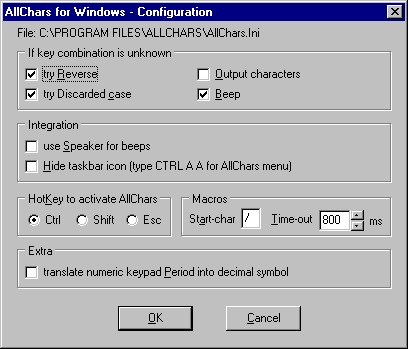 AllChars for Windows - Configuration
File: C:\PROGRAM FILES\ALLCHARS\AllChars.Ini
If key combination is unknown
try Reverse
Output characters
try Discarded case
Beep
Integration
use Speaker for beeps
Hide taskbar icon (type CTRL A A for AllChars menu)
HotKey to activate AllChars
Macros
Ctrl Shift Esc
Start-char / Time-out 800 ms
Extra
translate numeric keypad Period into decimal symbol
OK Cancel